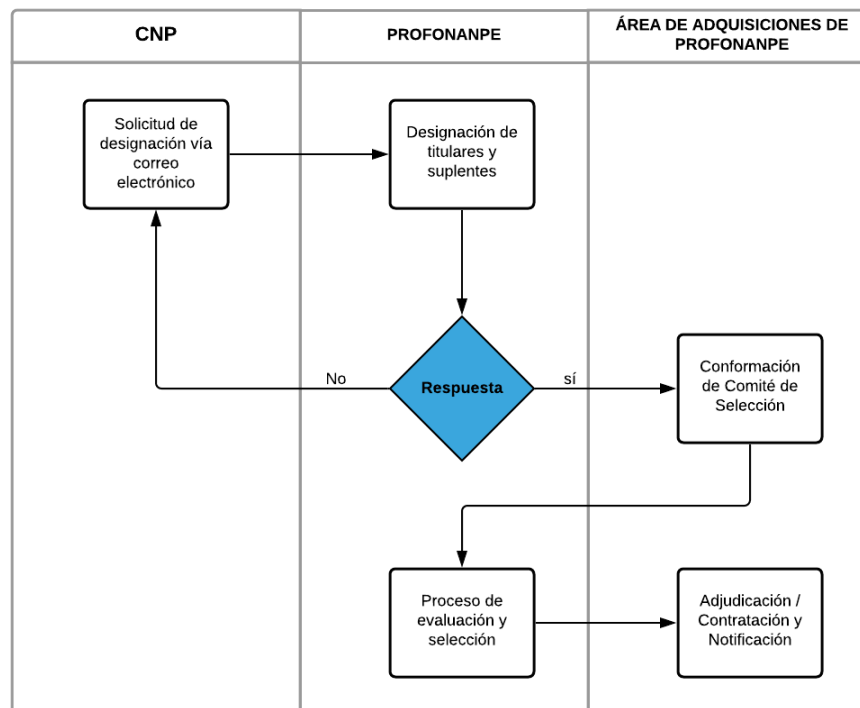 CNP
PROFONANPE
ÁREA DE ADQUISICIONES DE
PROFONANPE
Solicitud de
designación vía
correo
electrónico
Designación de
titulares y
suplentes
No
Respuesta
sí
Conformación
de Comité de
Selección
Proceso de
evaluación y
selección
Adjudicación /
Contratación y
Notificación